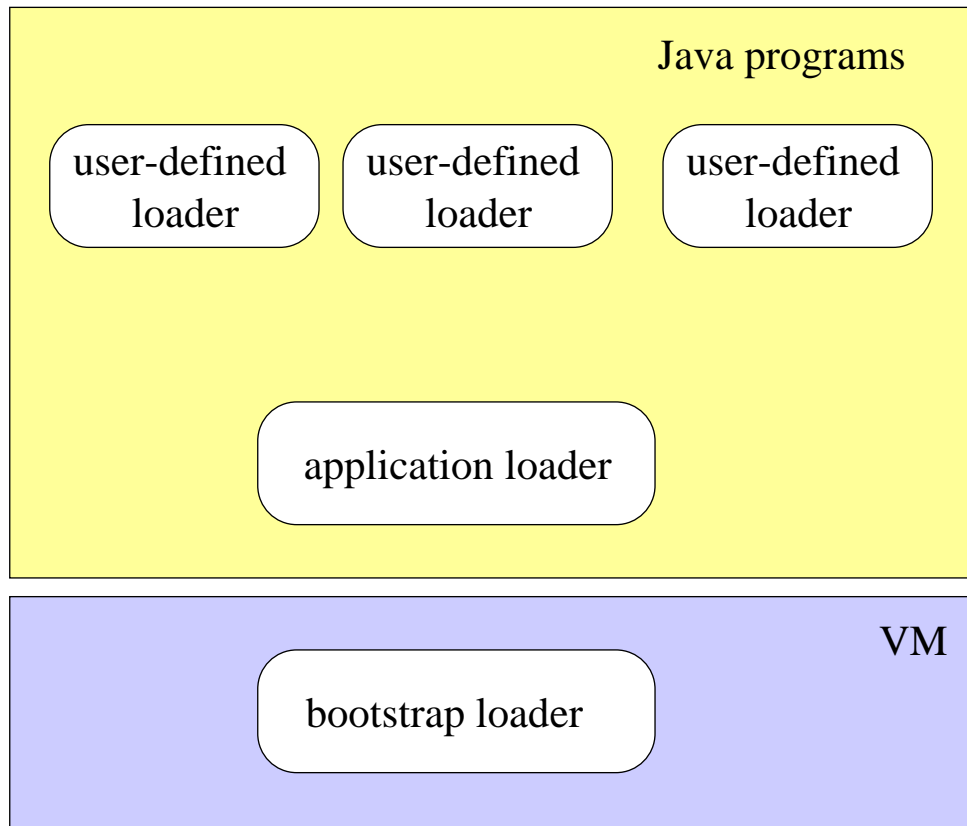 Java programs
user-defined
loader
user-defined
loader
user-defined
loader
application loader
VM
bootstrap loader